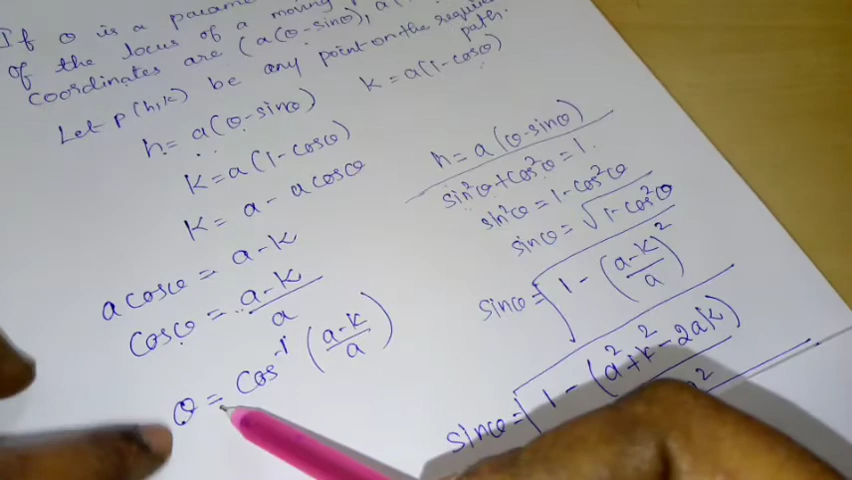 If θ is a parame
of the locus of a moving
coordinates are (a(θ-sinθ), a(
Let P(h,k) be any point on the required path.
h = a(θ-sinθ) k = a(1-cosθ)
k = a(1-cosθ)
k = a - a cosθ
a cosθ = a-k
cosθ = a-k/a
θ = cos⁻¹(a-k/a)
h = a(θ-sinθ)
sin²θ+cos²θ=1.
sin²θ = 1-cos²θ
sinθ = √1-cos²θ
sinθ = √1-(a-k/a)²
sinθ = √1-(a²+k²-2ak)